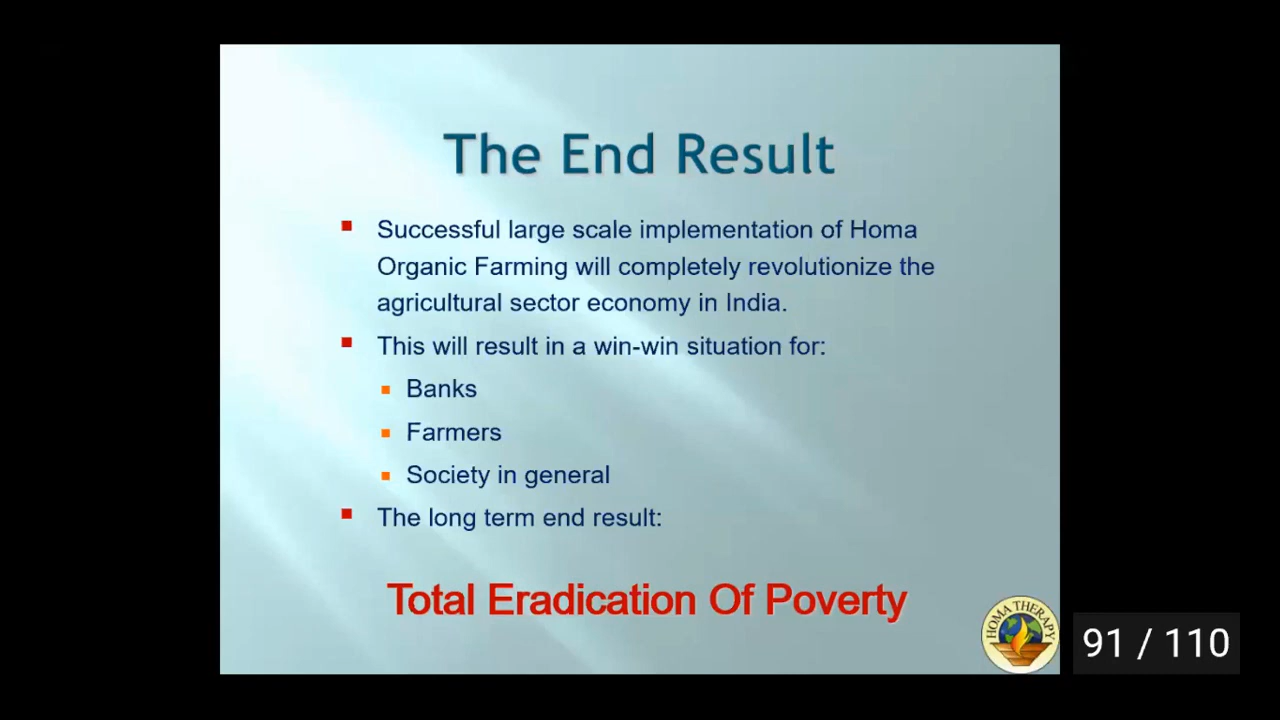 The End Result
Successful large scale implementation of Homa
Organic Farming will completely revolutionize the
agricultural sector economy in India.
This will result in a win-win situation for:
Banks
Farmers
Society in general
The long term end result:
Total Eradication Of Poverty
HOMA THERAPY
91 / 110